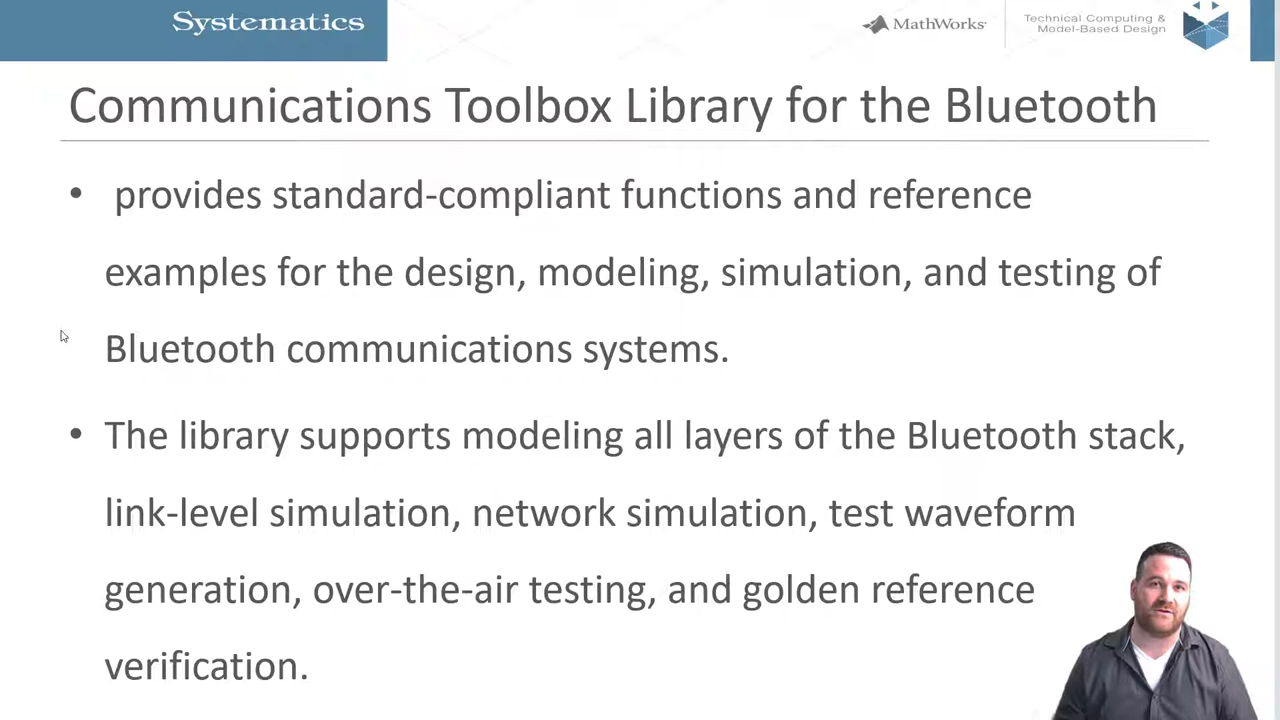 Systematics
MathWorks
Technical Computing &
Model-Based Design
Communications Toolbox Library for the Bluetooth
• provides standard-compliant functions and reference
examples for the design, modeling, simulation, and testing of
Bluetooth communications systems.
• The library supports modeling all layers of the Bluetooth stack,
link-level simulation, network simulation, test waveform
generation, over-the-air testing, and golden reference
verification.